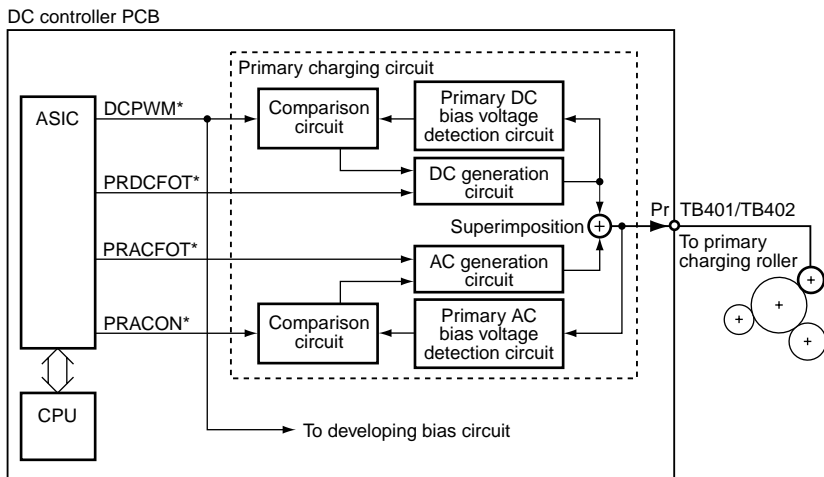 DC controller PCB
Primary charging circuit
ASIC
DCPWM*
Comparison
circuit
Primary DC
bias voltage
detection circuit
PRDCFOT*
DC generation
circuit
Superimposition
+
Pr
TB401/TB402
To primary
charging roller
PRACFOT*
AC generation
circuit
PRACON*
Comparison
circuit
Primary AC
bias voltage
detection circuit
+
+
+
+
CPU
To developing bias circuit